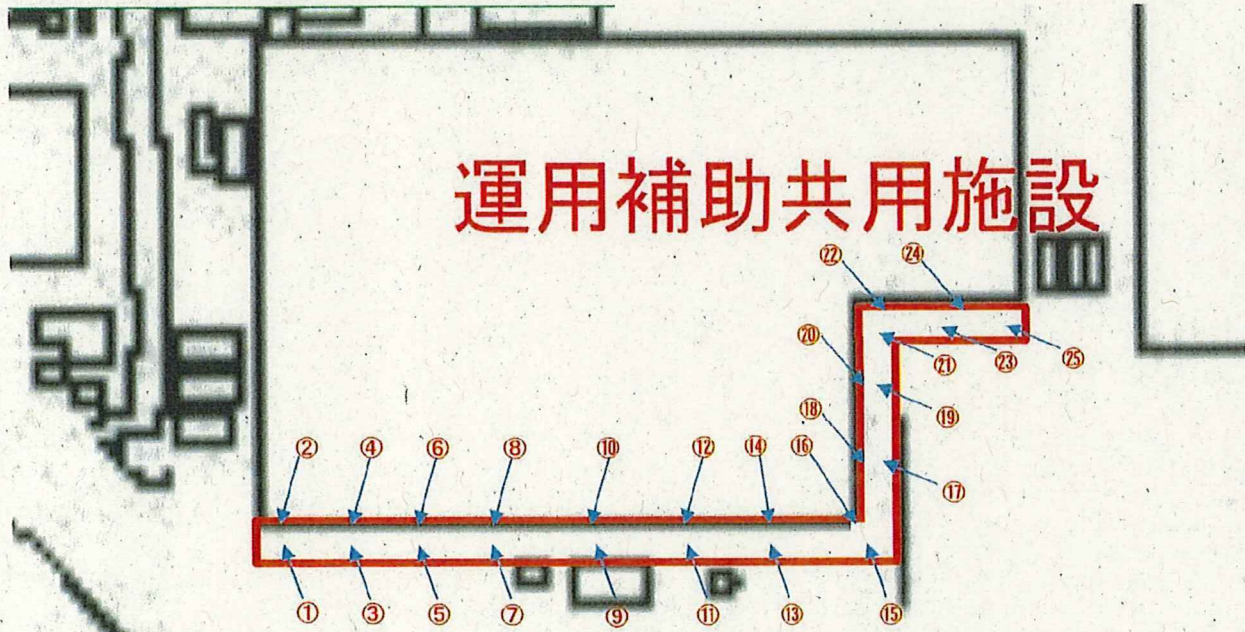 運用補助共用施設
㉒ ㉔
⑳ ㉑ ㉓ ㉕
⑱ ⑲
② ④ ⑥ ⑧ ⑩ ⑫ ⑭ ⑯
⑰
① ③ ⑤ ⑦ ⑨ ⑪ ⑬ ⑮